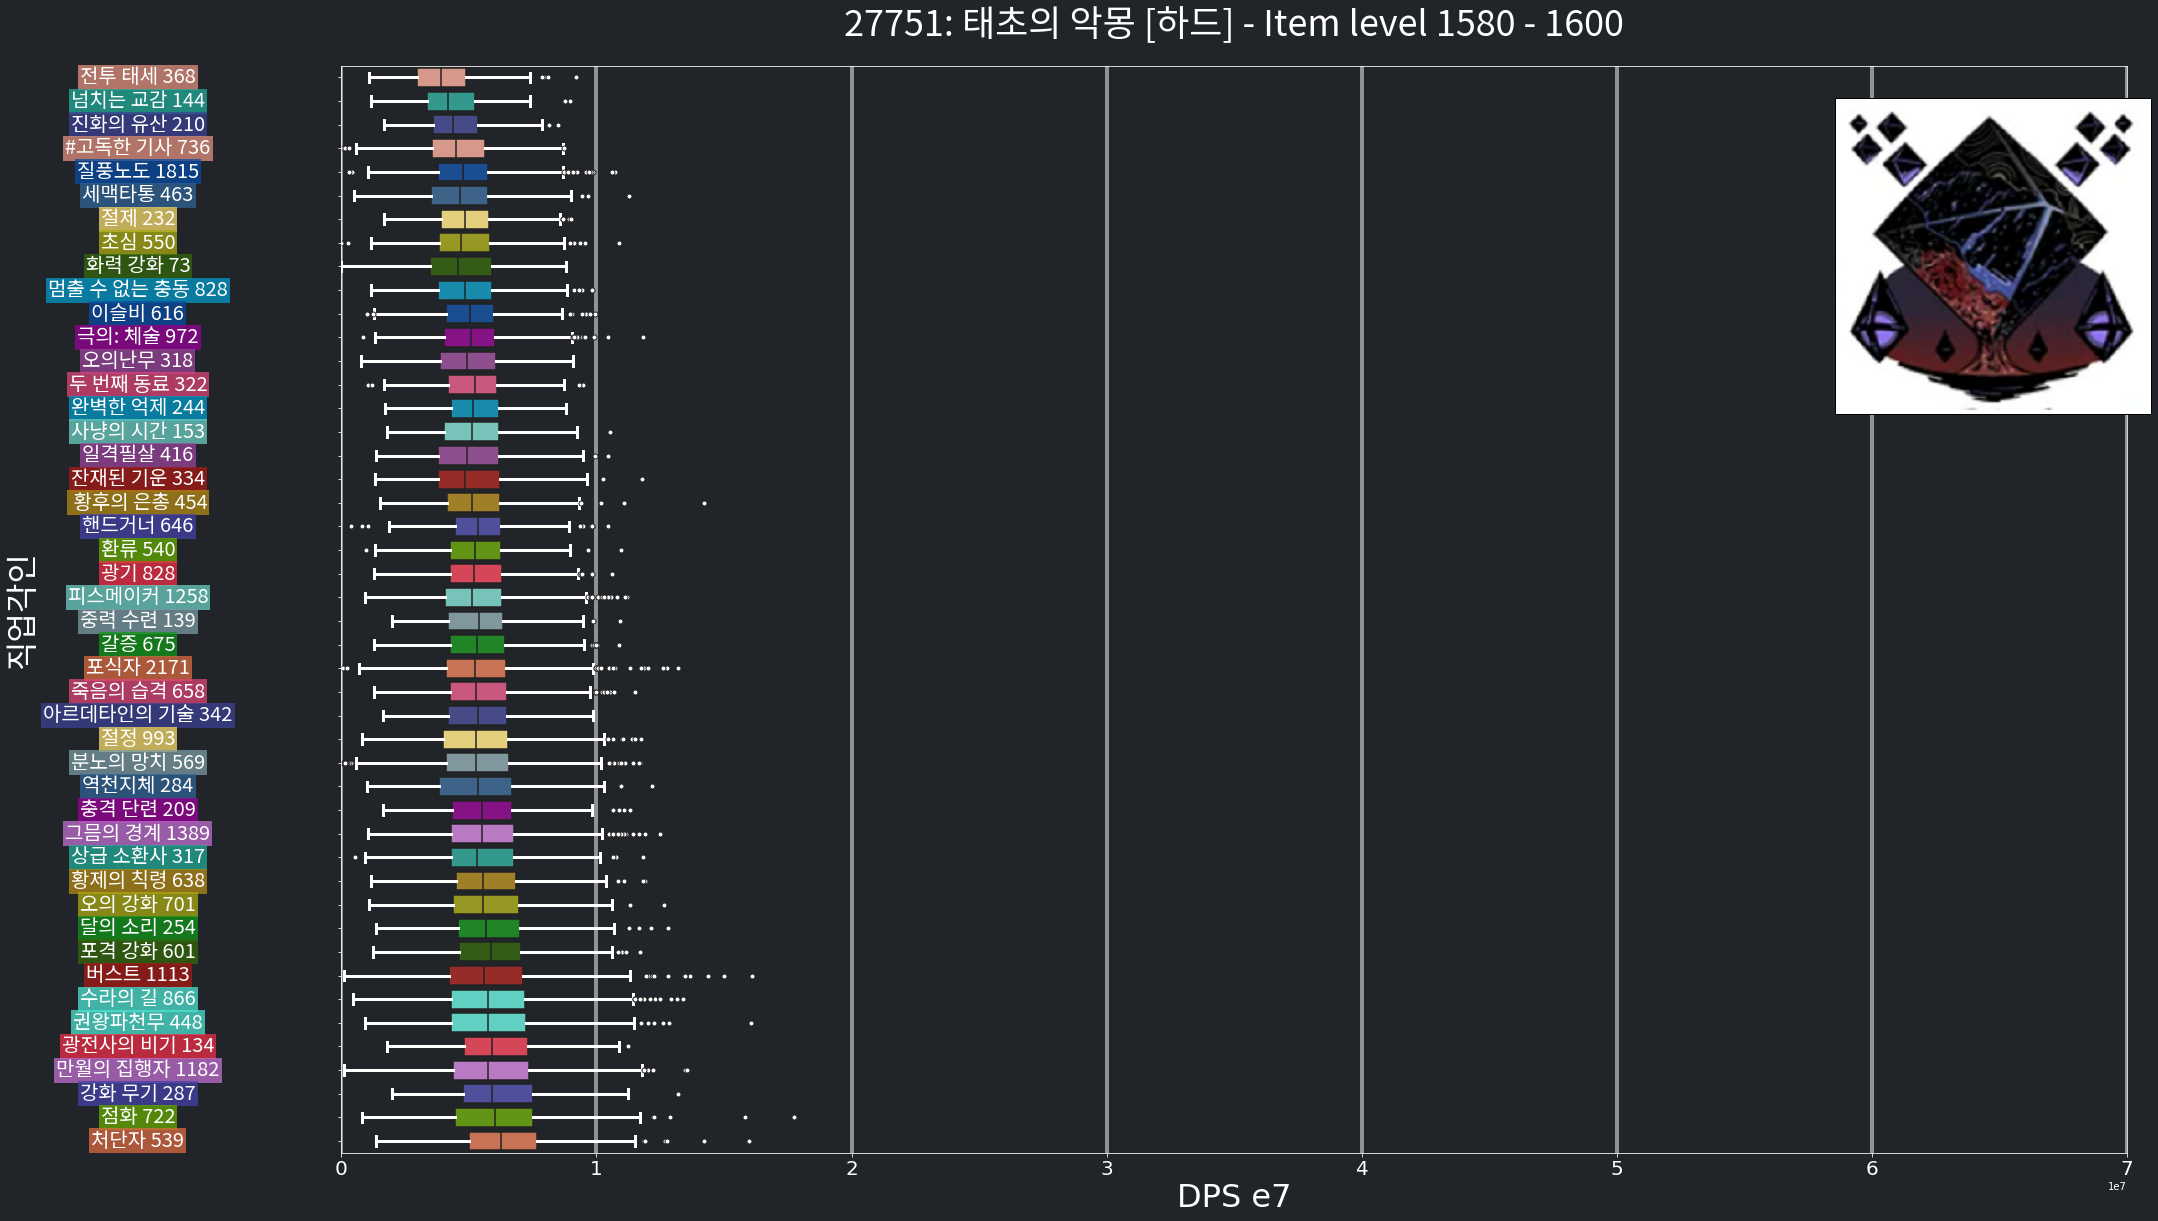 27751: 태초의 악몽 [하드] - Item level 1580 - 1600
전투 태세 368
넘치는 교감 144
진화의 유산 210
#고독한 기사 736
질풍노도 1815
세맥타통 463
절제 232
초심 550
화력 강화 73
멈출 수 없는 충동 828
이슬비 616
극의: 체술 972
오의난무 318
두 번째 동료 322
완벽한 억제 244
사냥의 시간 153
일격필살 416
잔재된 기운 334
황후의 은총 454
핸드거너 646
환류 540
광기 828
피스메이커 1258
중력 수련 139
갈증 675
포식자 2171
죽음의 습격 658
아르데타인의 기술 342
절정 993
분노의 망치 569
역천지체 284
충격 단련 209
그믐의 경계 1389
상급 소환사 317
황제의 칙령 638
오의 강화 701
달의 소리 254
포격 강화 601
버스트 1113
수라의 길 866
권왕파천무 448
광전사의 비기 134
만월의 집행자 1182
강화 무기 287
점화 722
처단자 539
직업각인
0 1 2 3 4 5 6 7
DPS e7
1e7